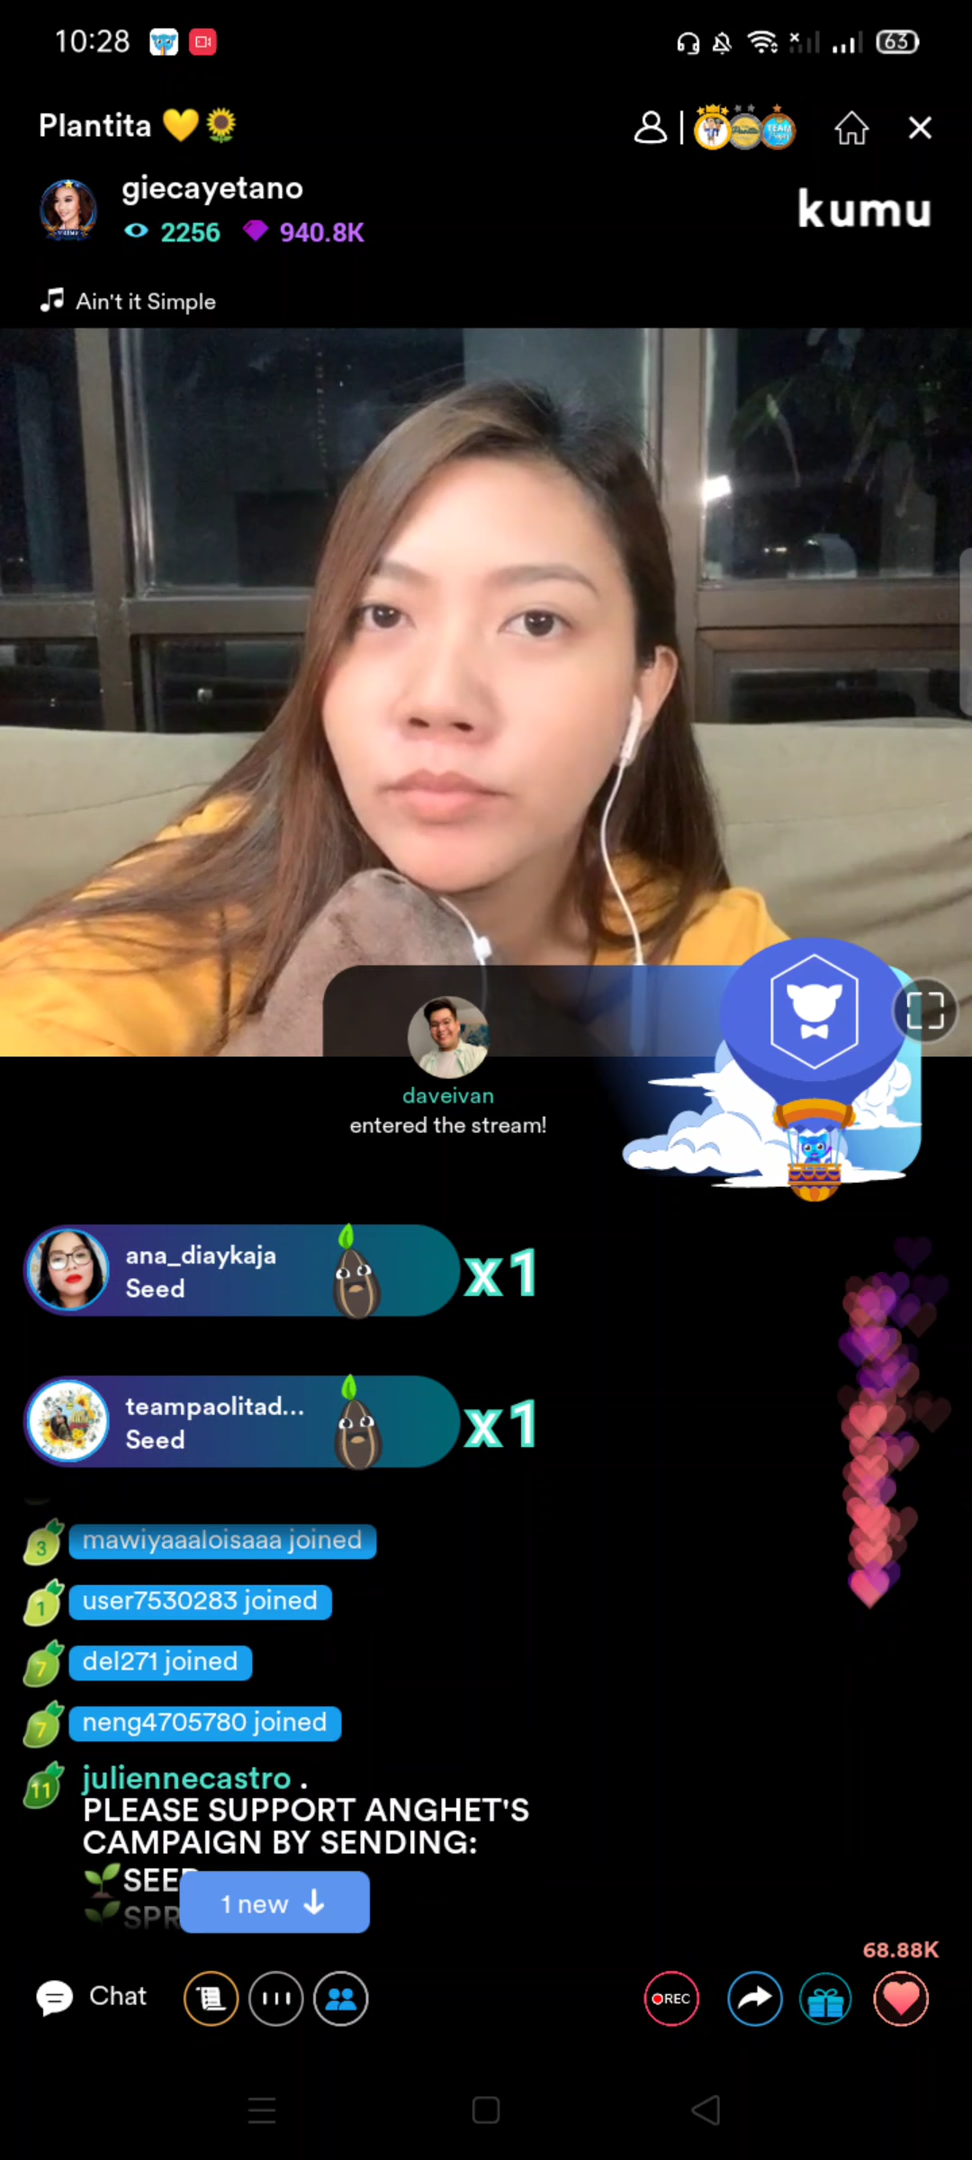 10:28
63
Plantita 💛🌻
giecayetano
2256 940.8K
kumu
Ain't it Simple
daveivan
entered the stream!
ana_diaykaja
Seed
x1
teampaolitad...
Seed
x1
3 mawiyaaaloisaaa joined
1 user7530283 joined
7 del271 joined
7 neng4705780 joined
11 juliennecastro .
PLEASE SUPPORT ANGHET'S
CAMPAIGN BY SENDING:
🌱SEED
1 new ↓
68.88K
Chat
REC